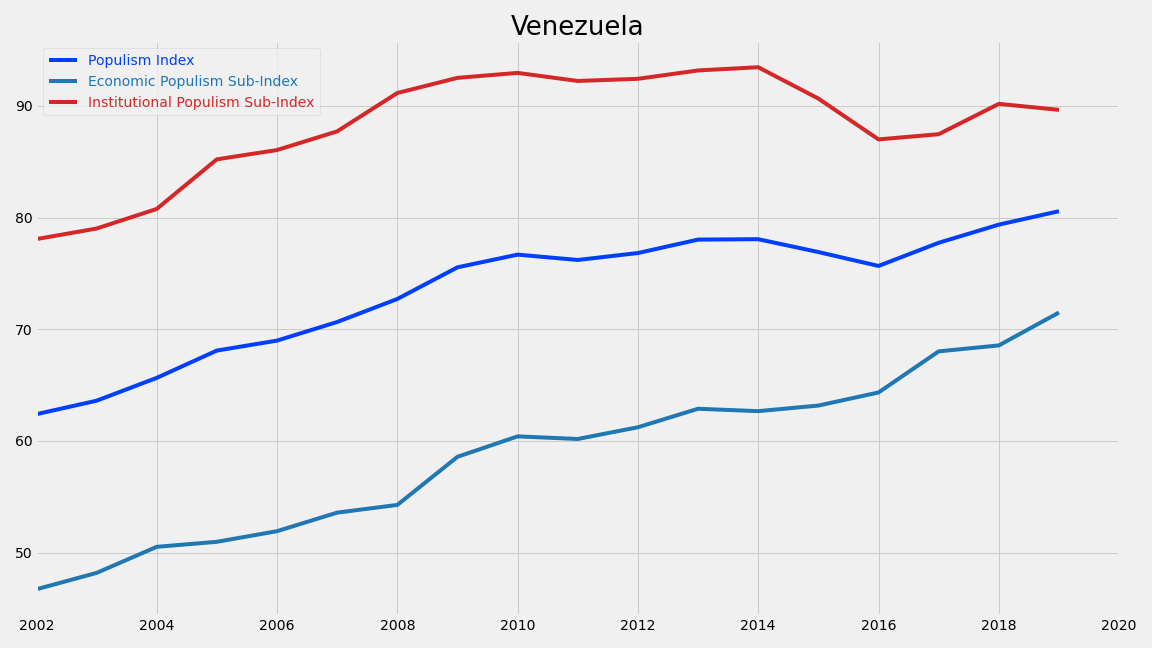 Venezuela
Populism Index
Economic Populism Sub-Index
Institutional Populism Sub-Index
90
80
70
60
50
2002 2004 2006 2008 2010 2012 2014 2016 2018 2020